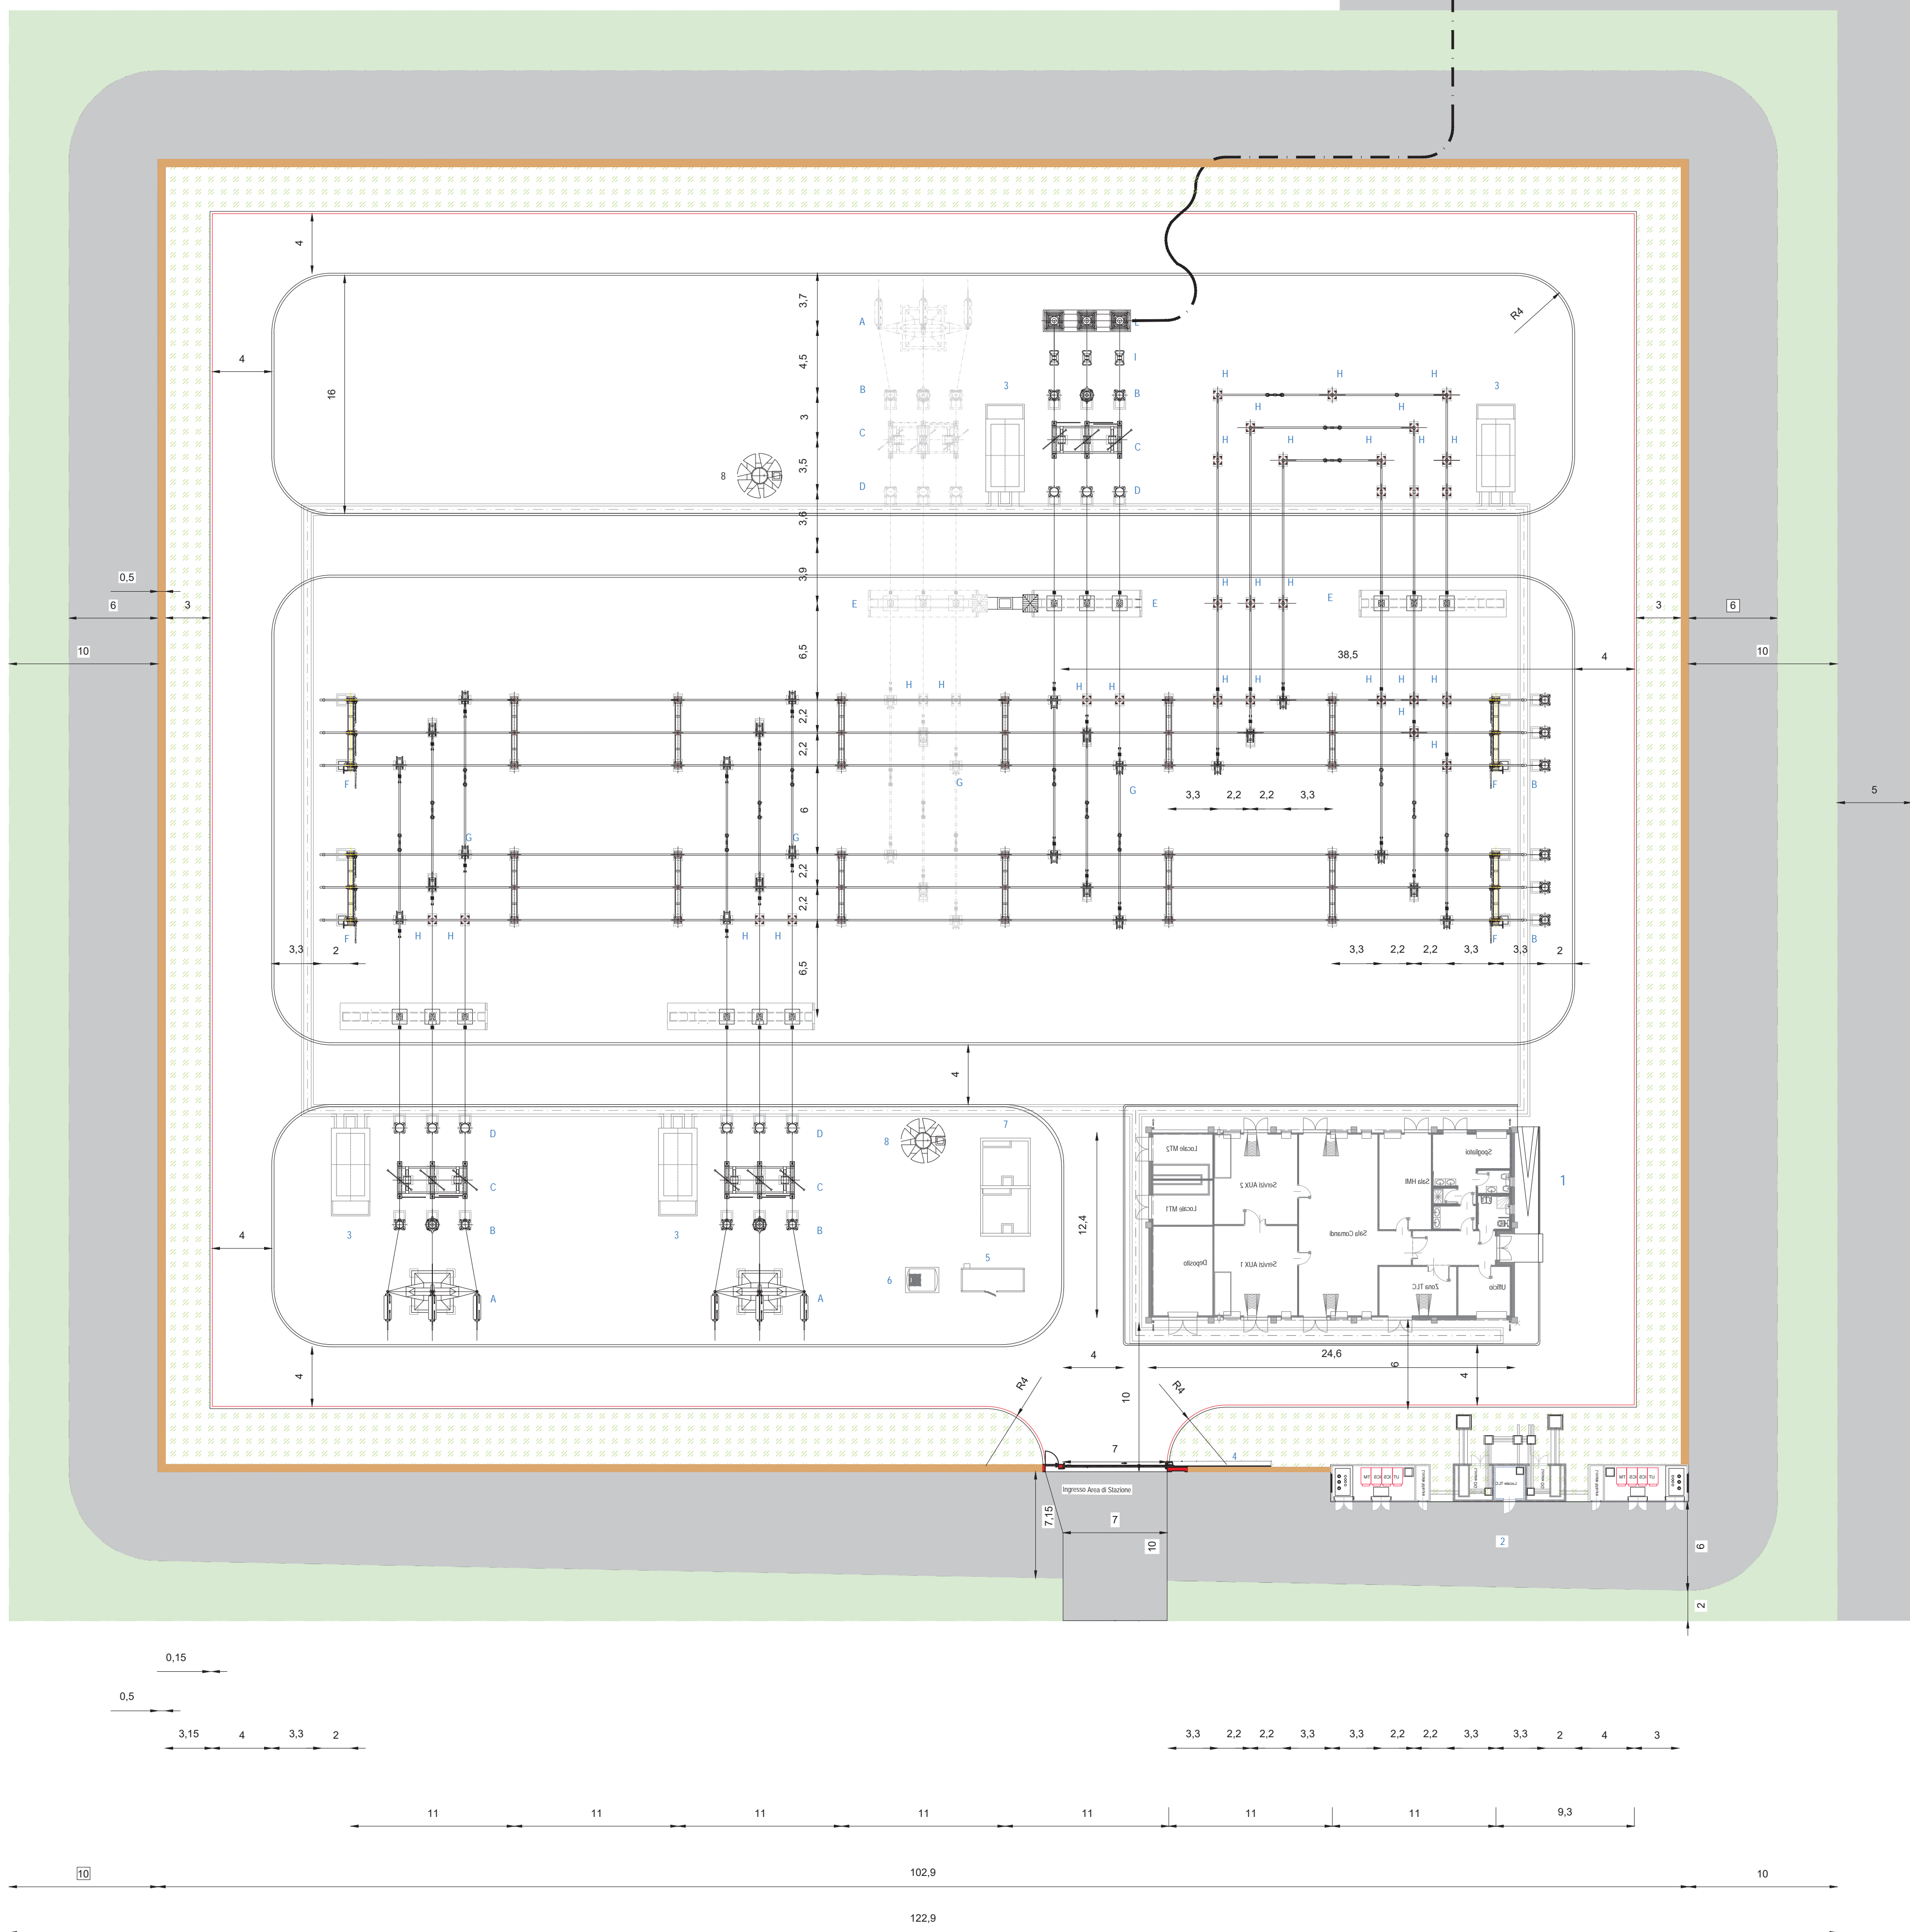 4
3,7
R4
A
L
4,5
I
4
H
H
H
3
3
B
B
16
3
H
H
C
C
H
H
H
H
H
3,5
8
D
D
3,6
3,9
0,5
H
H
H
6
3
E
E
E
3
6
10
6,5
38,5
4
10
H
H
H
H
H
H
H
H
H
2,2
H
2,2
H
F
G
G
F
B
5
3,3
2,2
2,2
3,3
6
G
G
2,2
2,2
F
H
H
H
H
F
B
3,3
2
3,3
2,2
2,2
3,3
3,3
2
6,5
4
D
D
8
7
Locale MT2
Spogliatoi
1
C
C
Servizi AUX 2
Sala HMI
Locale MT1
12,4
3
B
3
B
Sala Comandi
4
5
6
Deposito
Servizi AUX 1
Zona TLC
Ufficio
A
A
4
24,6
6
4
4
R4
R4
10
7
4
Ingresso Area di Stazione
7,15
7
10
2
6
2
0,15
0,5
3,15
4
3,3
2
3,3
2,2
2,2
3,3
3,3
2,2
2,2
3,3
3,3
2
4
3
11
11
11
11
11
11
11
9,3
10
102,9
10
122,9